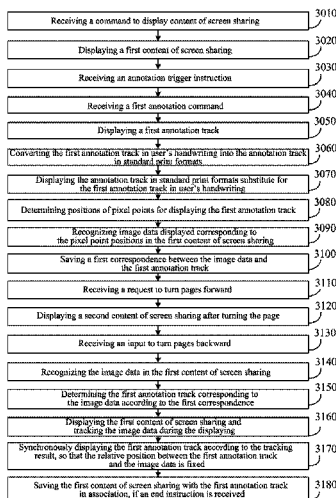 3010
Receiving a command to display content of screen sharing
3020
Displaying a first content of screen sharing
3030
Receiving an annotation trigger instruction
3040
Receiving a first annotation command
3050
Displaying a first annotation track
3060
Converting the first annotation track in user's handwriting into the annotation track
in standard print formats
3070
Displaying the annotation track in standard print formats substitute for
the first annotation track in user's handwriting
3080
Determining positions of pixel points for displaying the first annotation track
3090
Recognizing image data displayed corresponding to
the pixel point positions in the first content of screen sharing
3100
Saving a first correspondence between the image data and
the first annotation track
3110
Receiving a request to turn pages forward
3120
Displaying a second content of screen sharing after turning the page
3130
Receiving an input to turn pages backward
3140
Recognizing the image data in the first content of screen sharing
3150
Determining the first annotation track corresponding to
the image data according to the first correspondence
3160
Displaying the first content of screen sharing and
tracking the image data during the displaying
3170
Synchronously displaying the first annotation track according to the tracking
result, so that the relative position between the first annotation track
and the image data is fixed
3180
Saving the first content of screen sharing with the first annotation track
in association, if an end instruction is received